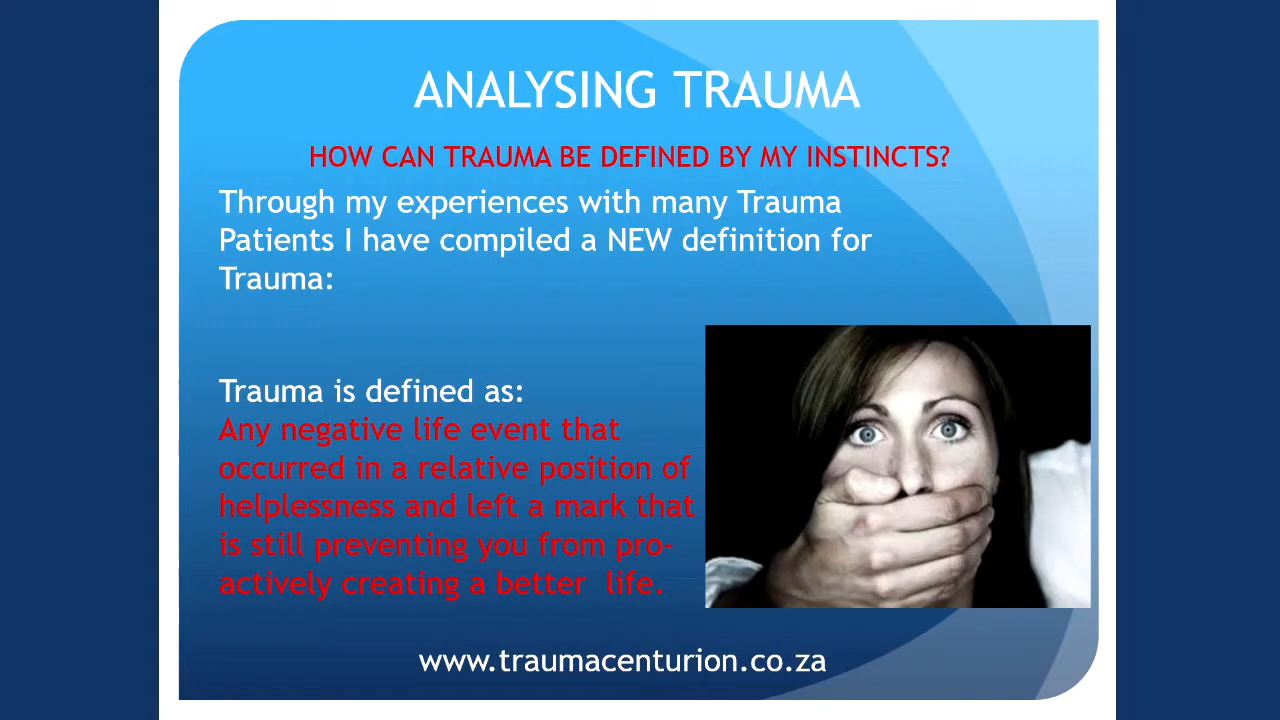 ANALYSING TRAUMA
HOW CAN TRAUMA BE DEFINED BY MY INSTINCTS?
Through my experiences with many Trauma
Patients I have compiled a NEW definition for
Trauma:
Trauma is defined as:
Any negative life event that
occurred in a relative position of
helplessness and left a mark that
is still preventing you from pro-
actively creating a better  life.
www.traumacenturion.co.za